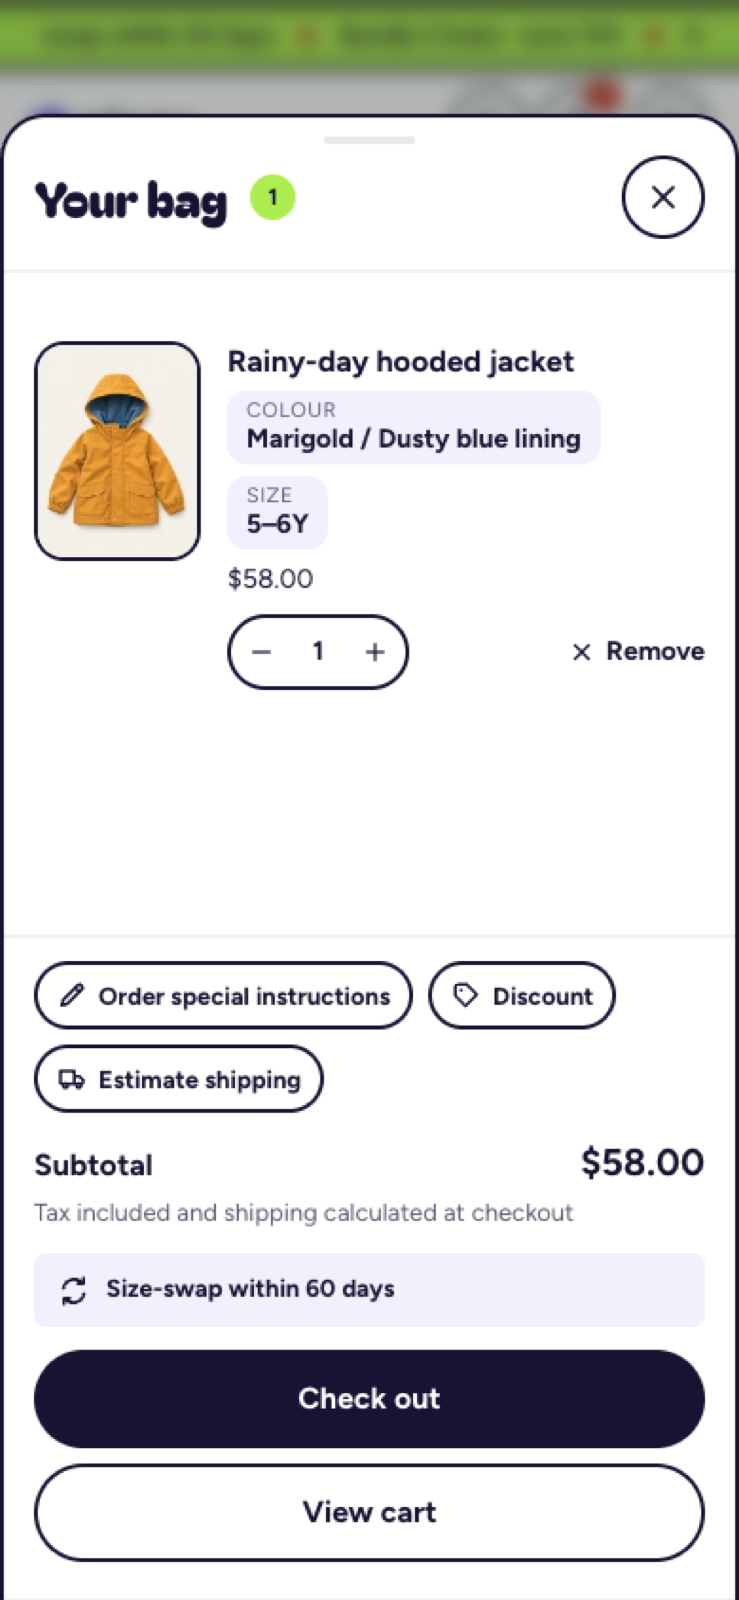 Your bag 1
Rainy-day hooded jacket
COLOUR
Marigold / Dusty blue lining
SIZE
5–6Y
$58.00
− 1 +
× Remove
Order special instructions
Discount
Estimate shipping
Subtotal $58.00
Tax included and shipping calculated at checkout
Size-swap within 60 days
Check out
View cart